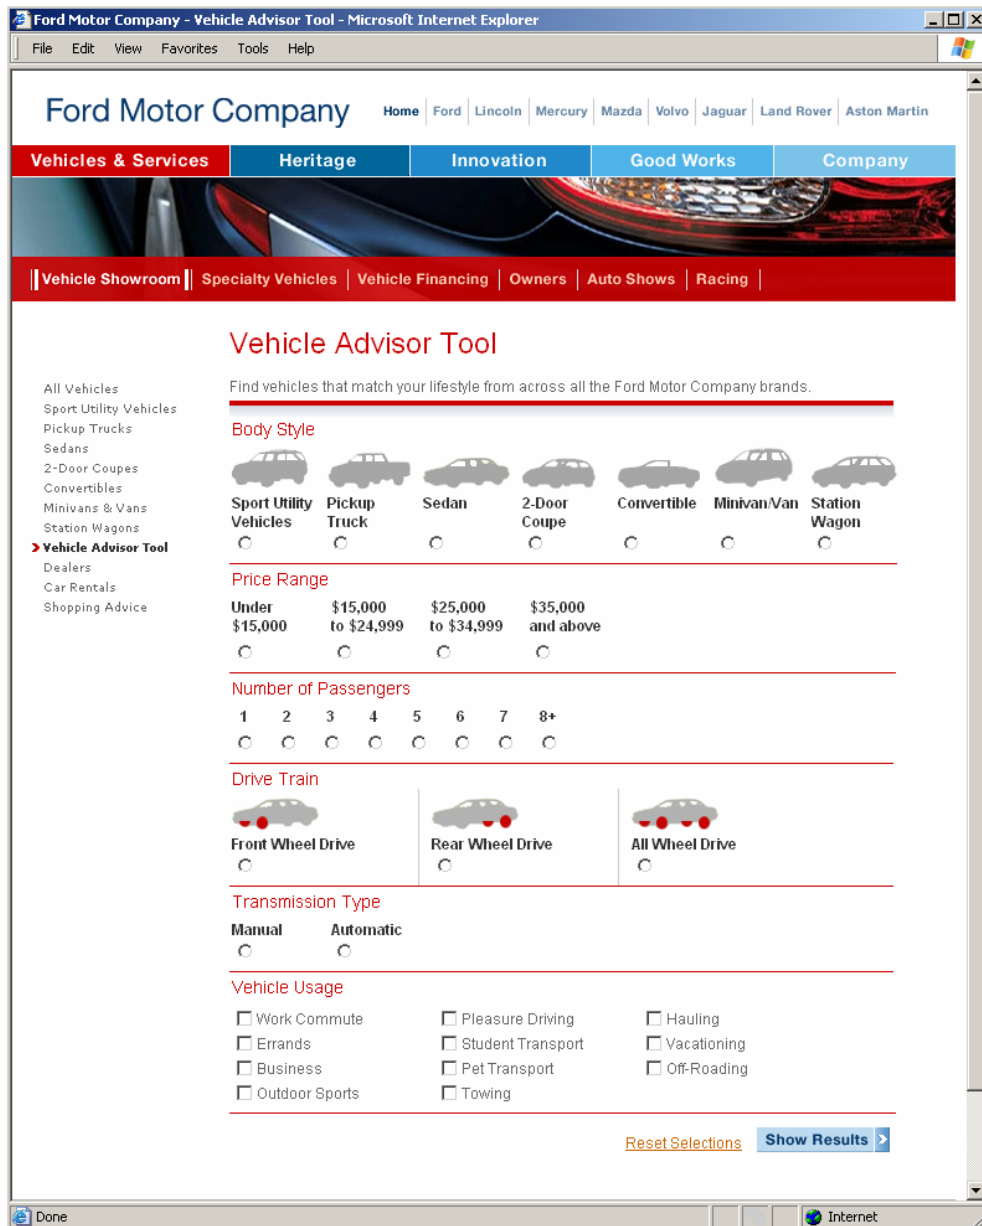 Ford Motor Company - Vehicle Advisor Tool - Microsoft Internet Explorer
File Edit View Favorites Tools Help
Ford Motor Company
Home Ford Lincoln Mercury Mazda Volvo Jaguar Land Rover Aston Martin
Vehicles & Services Heritage Innovation Good Works Company
Vehicle Showroom Specialty Vehicles Vehicle Financing Owners Auto Shows Racing
All Vehicles
Sport Utility Vehicles
Pickup Trucks
Sedans
2-Door Coupes
Convertibles
Minivans & Vans
Station Wagons
Vehicle Advisor Tool
Dealers
Car Rentals
Shopping Advice
Vehicle Advisor Tool
Find vehicles that match your lifestyle from across all the Ford Motor Company brands.
Body Style
Sport Utility Pickup Sedan 2-Door Convertible Minivan/Van Station
Vehicles Truck Coupe Wagon
Price Range
Under $15,000 $25,000 $35,000
$15,000 to $24,999 to $34,999 and above
Number of Passengers
1 2 3 4 5 6 7 8+
Drive Train
Front Wheel Drive Rear Wheel Drive All Wheel Drive
Transmission Type
Manual Automatic
Vehicle Usage
Work Commute Pleasure Driving Hauling
Errands Student Transport Vacationing
Business Pet Transport Off-Roading
Outdoor Sports Towing
Reset Selections Show Results
Done Internet